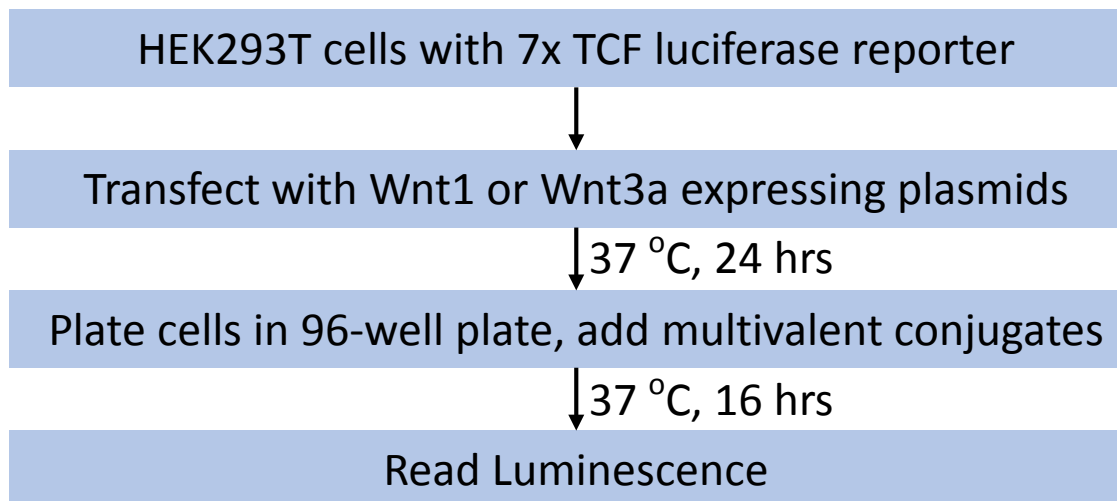 HEK293T cells with 7x TCF luciferase reporter
Transfect with Wnt1 or Wnt3a expressing plasmids
37 °C, 24 hrs
Plate cells in 96-well plate, add multivalent conjugates
37 °C, 16 hrs
Read Luminescence